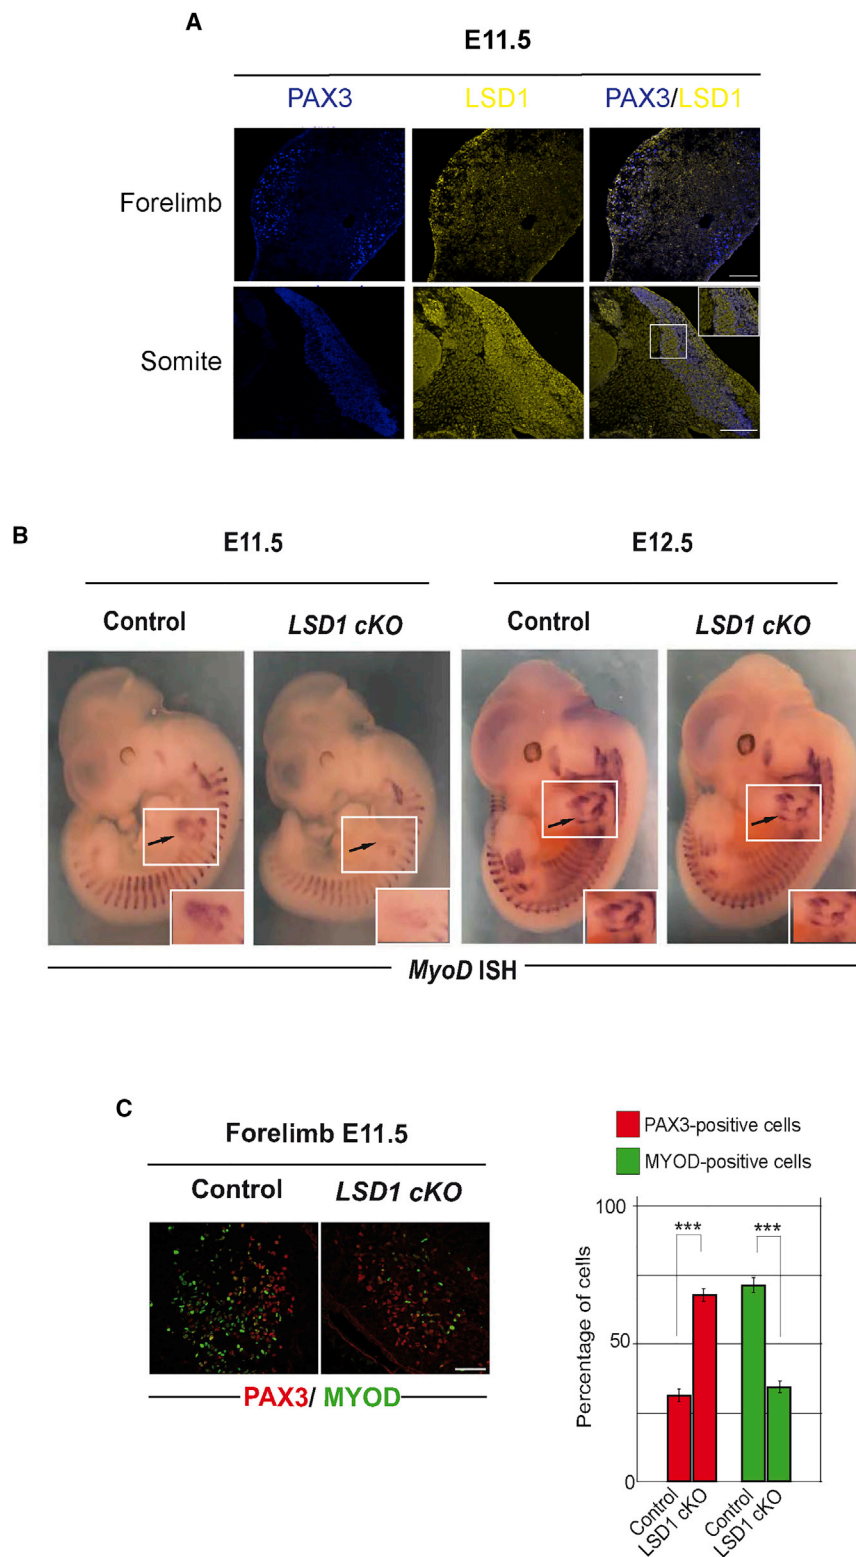 A
E11.5
PAX3 LSD1 PAX3/LSD1
Forelimb
Somite
B
E11.5 E12.5
Control LSD1 cKO Control LSD1 cKO
MyoD ISH
C
Forelimb E11.5
Control LSD1 cKO
PAX3/ MYOD
PAX3-positive cells
MYOD-positive cells
Percentage of cells
100
50
0
*** ***
Control
LSD1 cKO
Control
LSD1 cKO